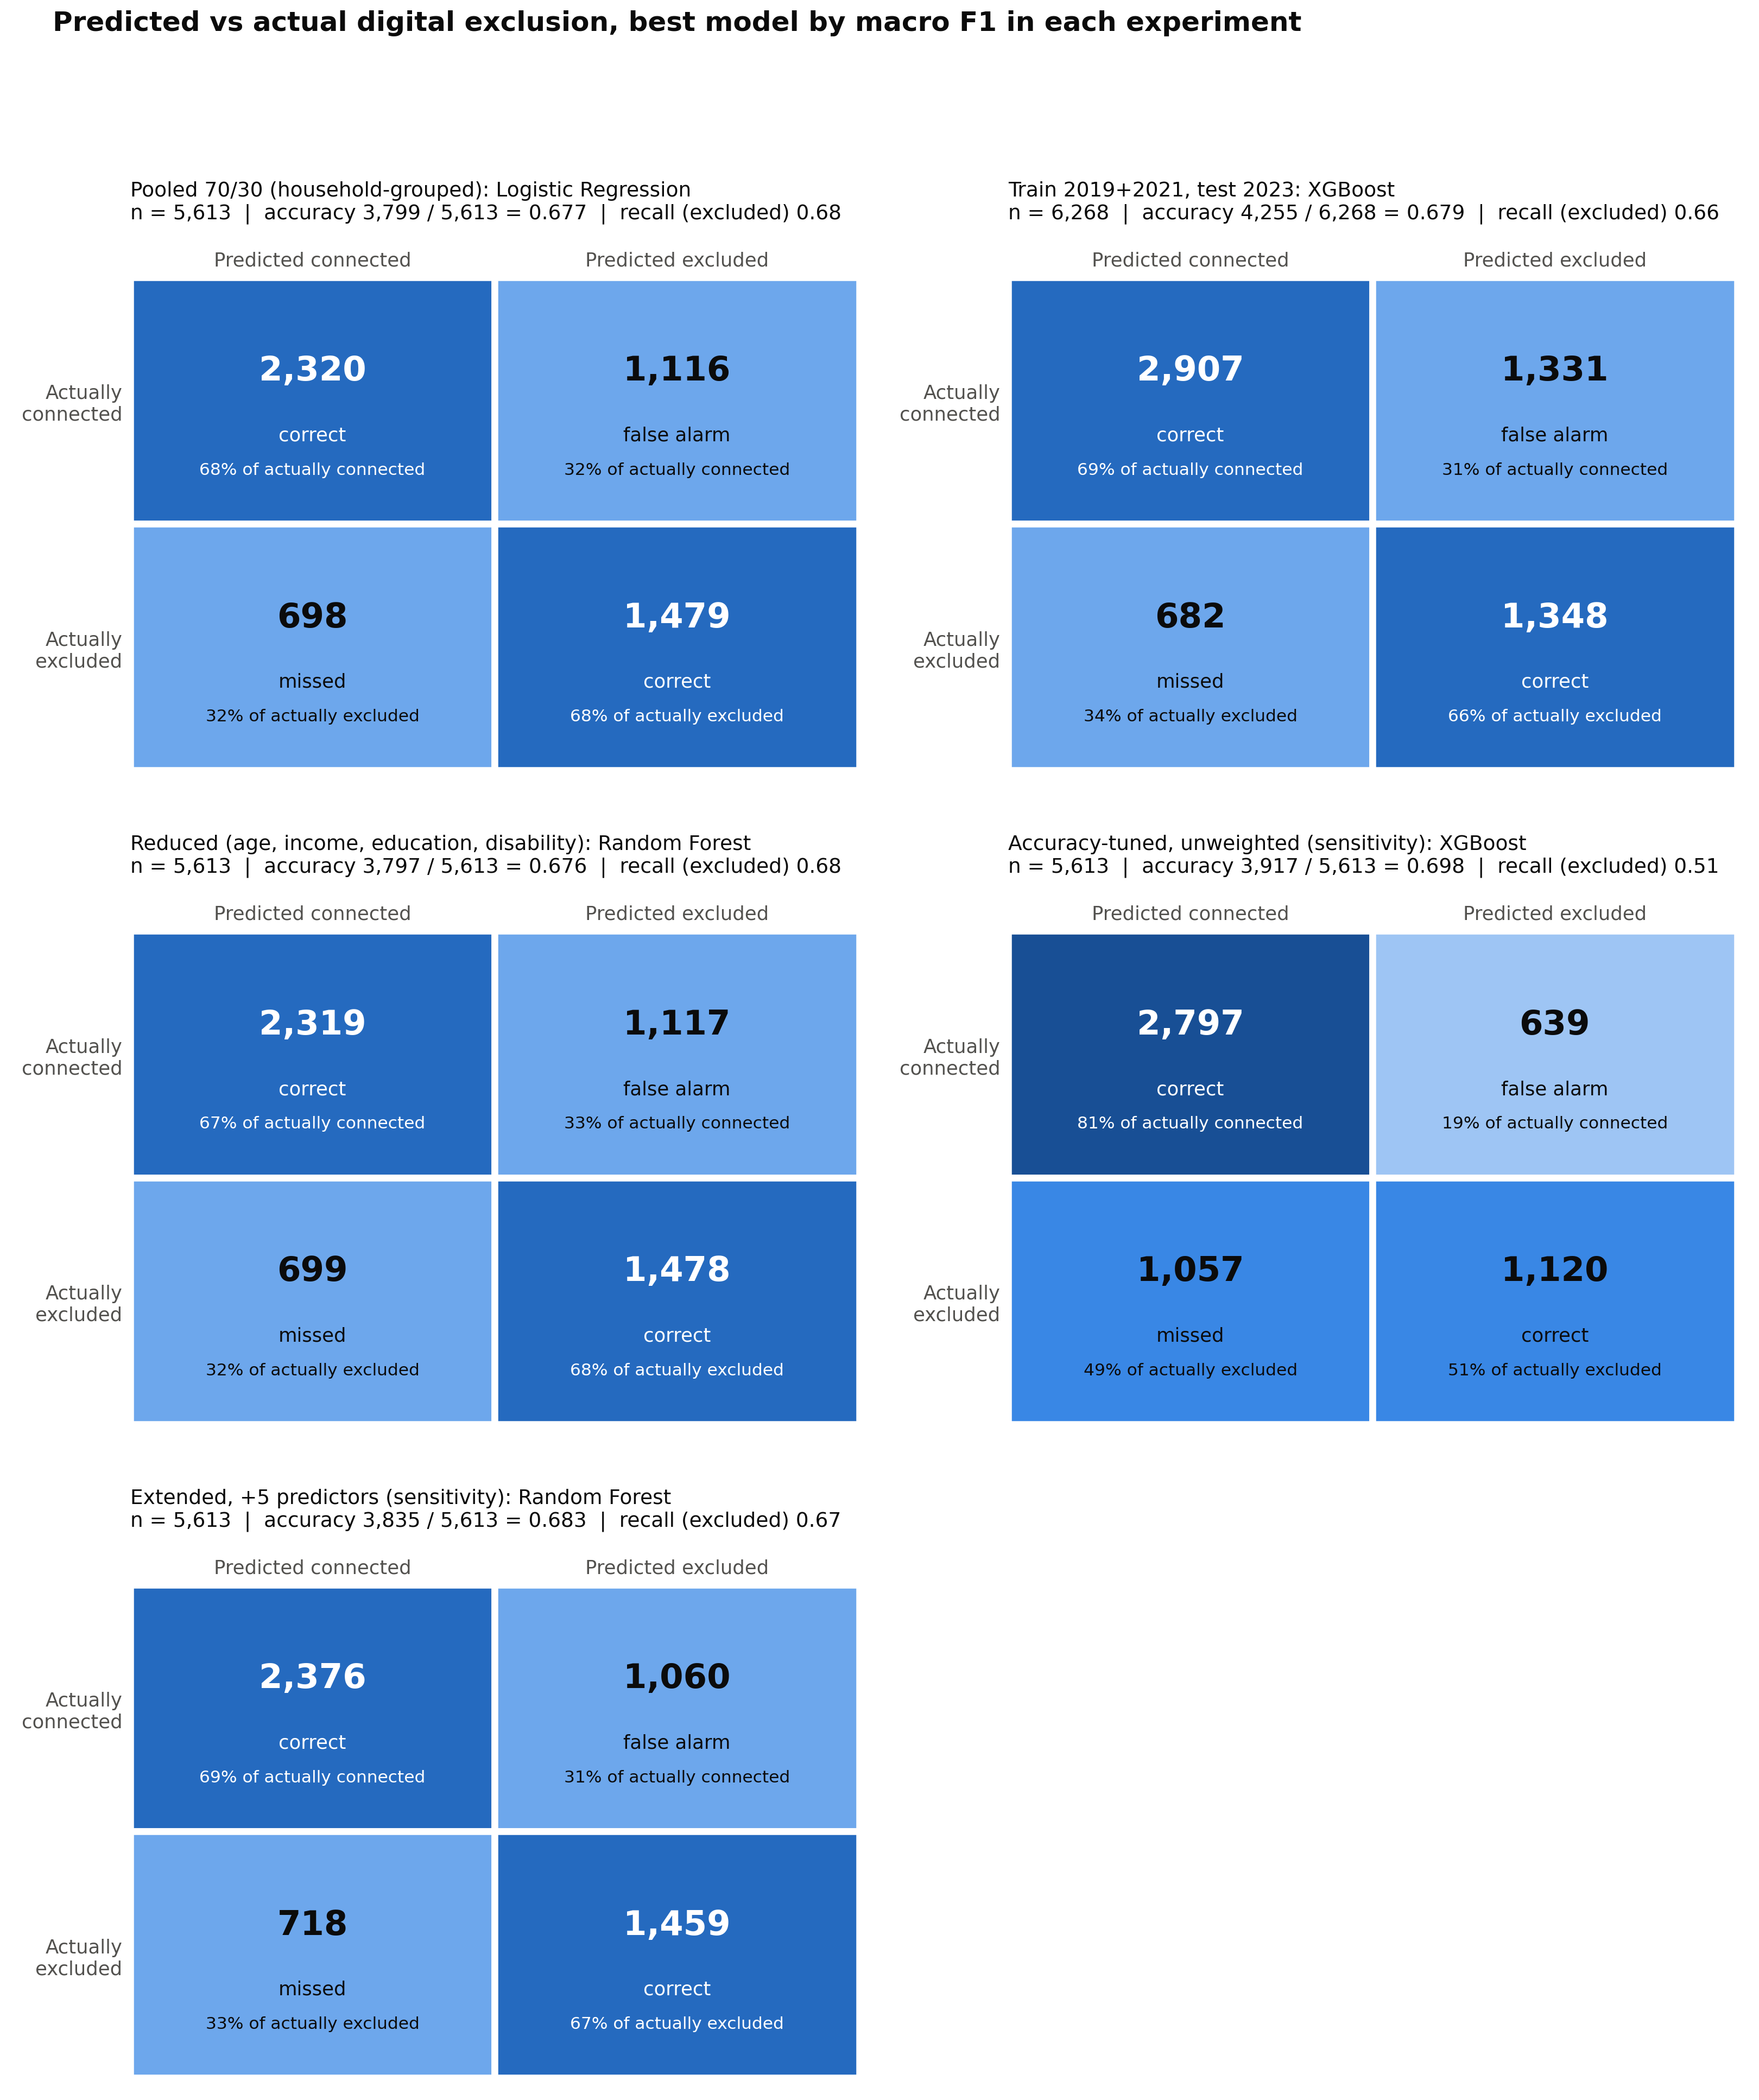 Predicted vs actual digital exclusion, best model by macro F1 in each experiment
Pooled 70/30 (household-grouped): Logistic Regression
n = 5,613 | accuracy 3,799 / 5,613 = 0.677 | recall (excluded) 0.68
Predicted connected
Predicted excluded
Actually
connected
2,320
correct
68% of actually connected
1,116
false alarm
32% of actually connected
Actually
excluded
698
missed
32% of actually excluded
1,479
correct
68% of actually excluded
Train 2019+2021, test 2023: XGBoost
n = 6,268 | accuracy 4,255 / 6,268 = 0.679 | recall (excluded) 0.66
Predicted connected
Predicted excluded
Actually
connected
2,907
correct
69% of actually connected
1,331
false alarm
31% of actually connected
Actually
excluded
682
missed
34% of actually excluded
1,348
correct
66% of actually excluded
Reduced (age, income, education, disability): Random Forest
n = 5,613 | accuracy 3,797 / 5,613 = 0.676 | recall (excluded) 0.68
Predicted connected
Predicted excluded
Actually
connected
2,319
correct
67% of actually connected
1,117
false alarm
33% of actually connected
Actually
excluded
699
missed
32% of actually excluded
1,478
correct
68% of actually excluded
Accuracy-tuned, unweighted (sensitivity): XGBoost
n = 5,613 | accuracy 3,917 / 5,613 = 0.698 | recall (excluded) 0.51
Predicted connected
Predicted excluded
Actually
connected
2,797
correct
81% of actually connected
639
false alarm
19% of actually connected
Actually
excluded
1,057
missed
49% of actually excluded
1,120
correct
51% of actually excluded
Extended, +5 predictors (sensitivity): Random Forest
n = 5,613 | accuracy 3,835 / 5,613 = 0.683 | recall (excluded) 0.67
Predicted connected
Predicted excluded
Actually
connected
2,376
correct
69% of actually connected
1,060
false alarm
31% of actually connected
Actually
excluded
718
missed
33% of actually excluded
1,459
correct
67% of actually excluded